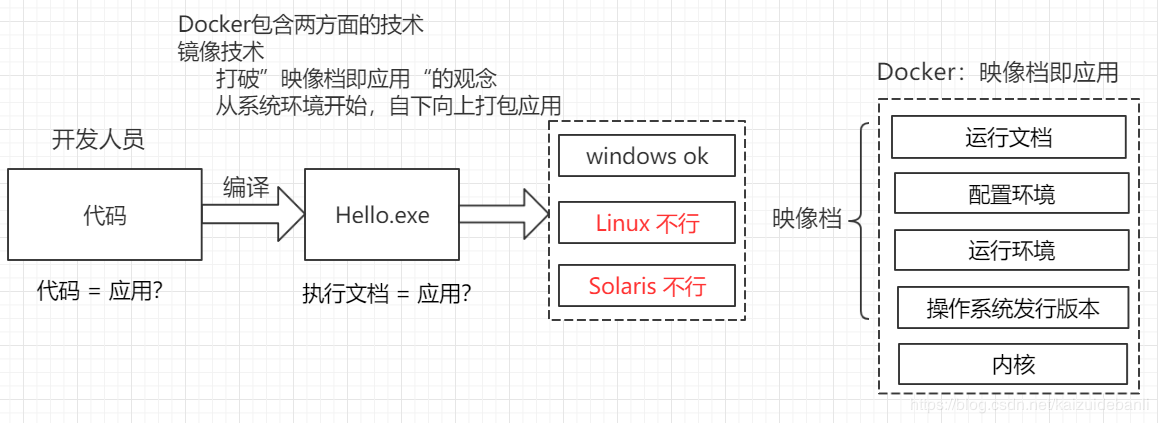 Docker包含两方面的技术
镜像技术
打破”映像档即应用“的观念
从系统环境开始，自下向上打包应用
开发人员
代码
代码 = 应用?
编译
Hello.exe
执行文档 = 应用?
windows ok
Linux 不行
Solaris 不行
Docker：映像档即应用
映像档
运行文档
配置环境
运行环境
操作系统发行版本
内核
https://blog.csdn.net/kaizuidebanli